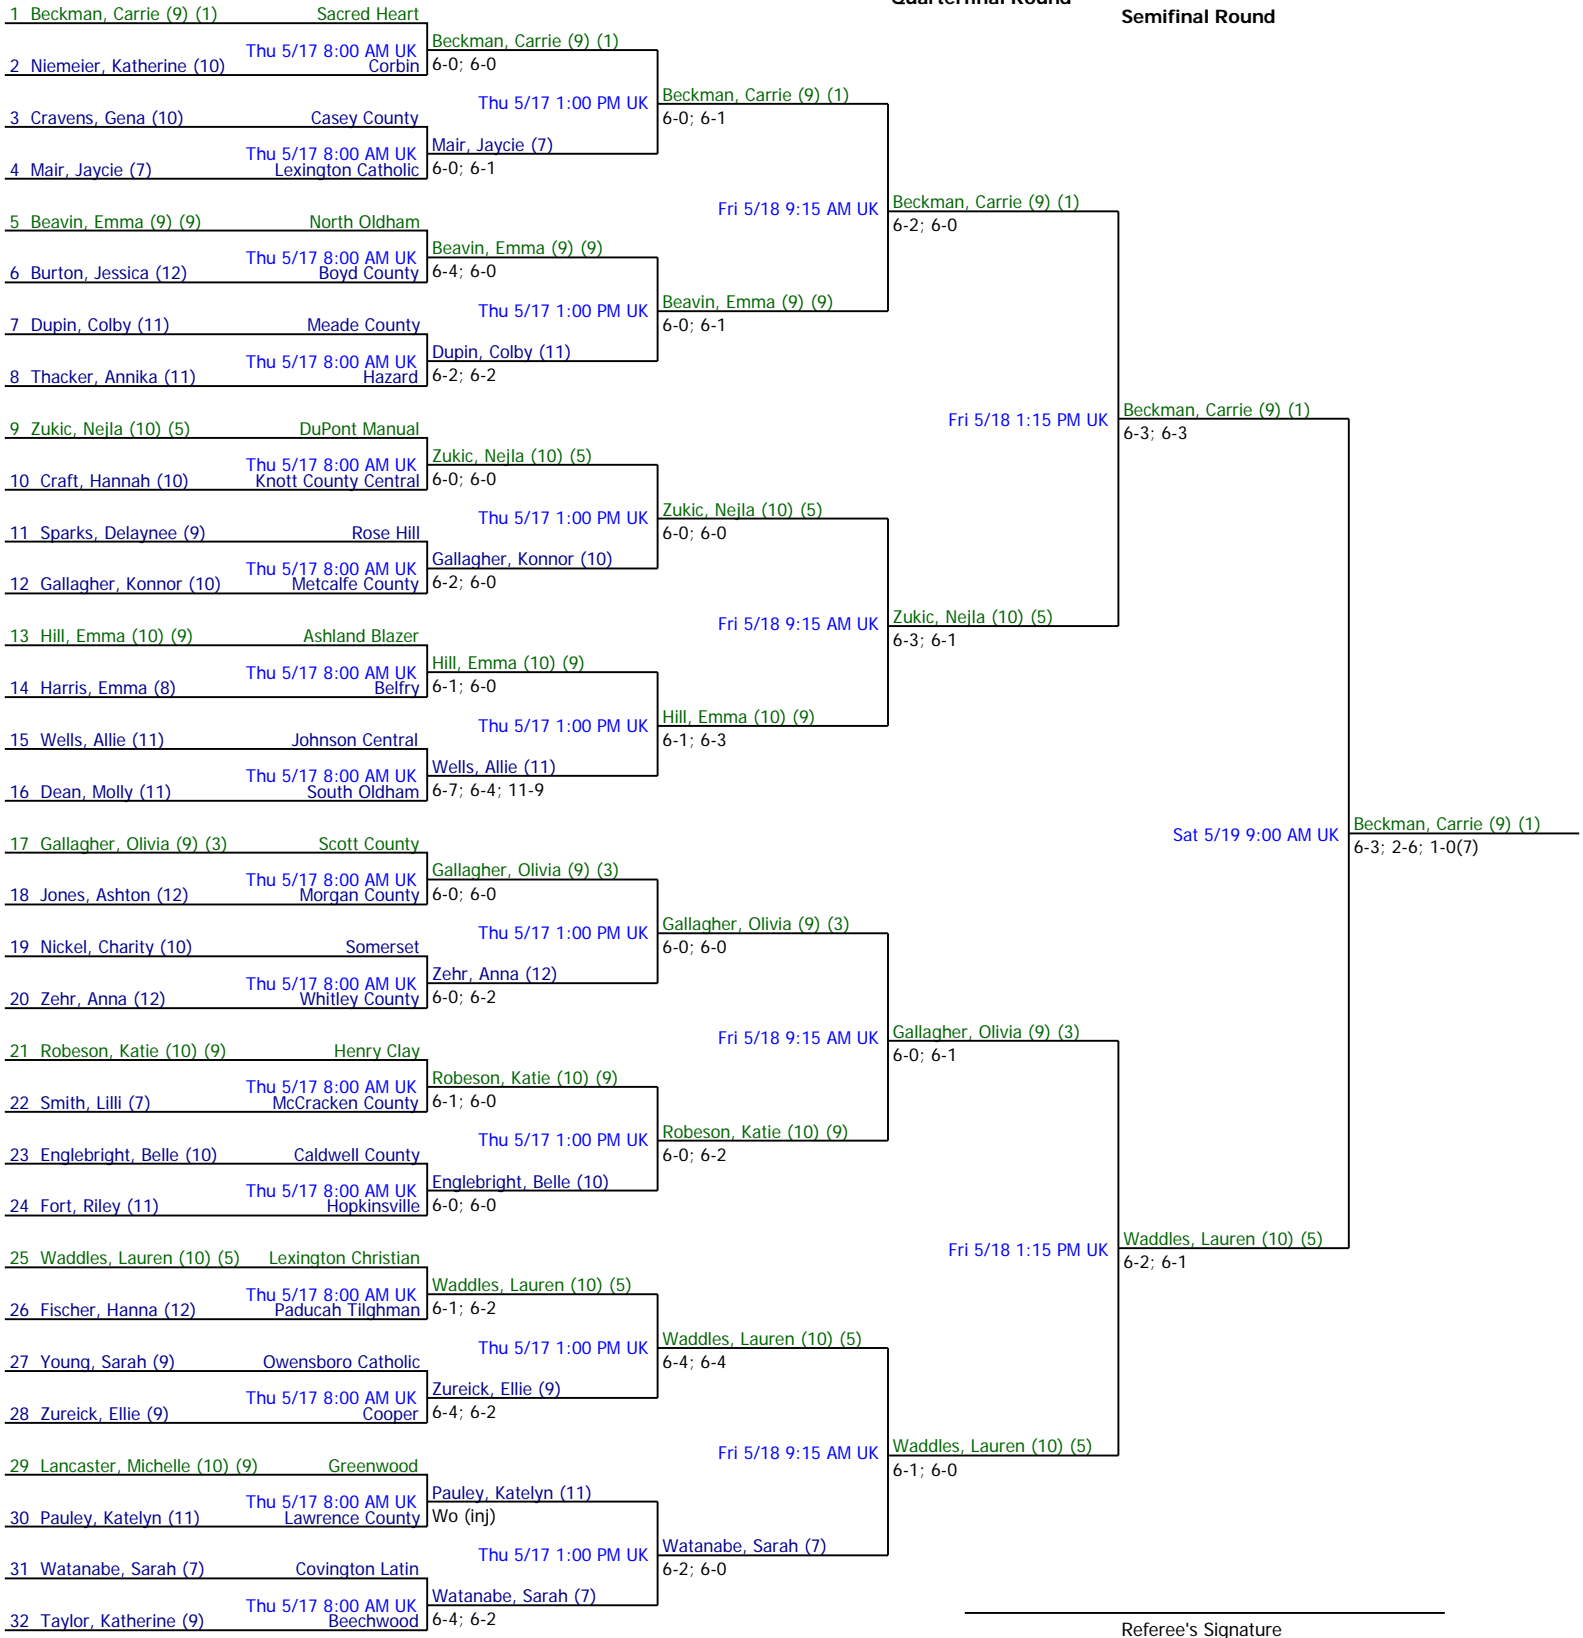 Quarterfinal Round
Semifinal Round
1 Beckman, Carrie (9) (1) Sacred Heart
Thu 5/17 8:00 AM UK
2 Niemeier, Katherine (10) Corbin
Beckman, Carrie (9) (1)
6-0; 6-0
3 Cravens, Gena (10) Casey County
Thu 5/17 8:00 AM UK
4 Mair, Jaycie (7) Lexington Catholic
Mair, Jaycie (7)
6-0; 6-1
Thu 5/17 1:00 PM UK
Beckman, Carrie (9) (1)
6-0; 6-1
5 Beavin, Emma (9) (9) North Oldham
Thu 5/17 8:00 AM UK
6 Burton, Jessica (12) Boyd County
Beavin, Emma (9) (9)
6-4; 6-0
7 Dupin, Colby (11) Meade County
Thu 5/17 8:00 AM UK
8 Thacker, Annika (11) Hazard
Dupin, Colby (11)
6-2; 6-2
Thu 5/17 1:00 PM UK
Beavin, Emma (9) (9)
6-0; 6-1
Fri 5/18 9:15 AM UK
Beckman, Carrie (9) (1)
6-2; 6-0
9 Zukic, Nejla (10) (5) DuPont Manual
Thu 5/17 8:00 AM UK
10 Craft, Hannah (10) Knott County Central
Zukic, Nejla (10) (5)
6-0; 6-0
11 Sparks, Delaynee (9) Rose Hill
Thu 5/17 8:00 AM UK
12 Gallagher, Konnor (10) Metcalfe County
Gallagher, Konnor (10)
6-2; 6-0
Thu 5/17 1:00 PM UK
Zukic, Nejla (10) (5)
6-0; 6-0
13 Hill, Emma (10) (9) Ashland Blazer
Thu 5/17 8:00 AM UK
14 Harris, Emma (8) Belfry
Hill, Emma (10) (9)
6-1; 6-0
15 Wells, Allie (11) Johnson Central
Thu 5/17 8:00 AM UK
16 Dean, Molly (11) South Oldham
Wells, Allie (11)
6-7; 6-4; 11-9
Thu 5/17 1:00 PM UK
Hill, Emma (10) (9)
6-1; 6-3
Fri 5/18 9:15 AM UK
Zukic, Nejla (10) (5)
6-3; 6-1
Fri 5/18 1:15 PM UK
Beckman, Carrie (9) (1)
6-3; 6-3
17 Gallagher, Olivia (9) (3) Scott County
Thu 5/17 8:00 AM UK
18 Jones, Ashton (12) Morgan County
Gallagher, Olivia (9) (3)
6-0; 6-0
19 Nickel, Charity (10) Somerset
Thu 5/17 8:00 AM UK
20 Zehr, Anna (12) Whitley County
Zehr, Anna (12)
6-0; 6-2
Thu 5/17 1:00 PM UK
Gallagher, Olivia (9) (3)
6-0; 6-0
21 Robeson, Katie (10) (9) Henry Clay
Thu 5/17 8:00 AM UK
22 Smith, Lilli (7) McCracken County
Robeson, Katie (10) (9)
6-1; 6-0
23 Englebright, Belle (10) Caldwell County
Thu 5/17 8:00 AM UK
24 Fort, Riley (11) Hopkinsville
Englebright, Belle (10)
6-0; 6-0
Thu 5/17 1:00 PM UK
Robeson, Katie (10) (9)
6-0; 6-2
Fri 5/18 9:15 AM UK
Gallagher, Olivia (9) (3)
6-0; 6-1
25 Waddles, Lauren (10) (5) Lexington Christian
Thu 5/17 8:00 AM UK
26 Fischer, Hanna (12) Paducah Tilghman
Waddles, Lauren (10) (5)
6-1; 6-2
27 Young, Sarah (9) Owensboro Catholic
Thu 5/17 8:00 AM UK
28 Zureick, Ellie (9) Cooper
Zureick, Ellie (9)
6-4; 6-2
Thu 5/17 1:00 PM UK
Waddles, Lauren (10) (5)
6-4; 6-4
29 Lancaster, Michelle (10) (9) Greenwood
Thu 5/17 8:00 AM UK
30 Pauley, Katelyn (11) Lawrence County
Pauley, Katelyn (11)
Wo (inj)
31 Watanabe, Sarah (7) Covington Latin
Thu 5/17 8:00 AM UK
32 Taylor, Katherine (9) Beechwood
Watanabe, Sarah (7)
6-4; 6-2
Thu 5/17 1:00 PM UK
Watanabe, Sarah (7)
6-2; 6-0
Fri 5/18 9:15 AM UK
Waddles, Lauren (10) (5)
6-1; 6-0
Fri 5/18 1:15 PM UK
Waddles, Lauren (10) (5)
6-2; 6-1
Sat 5/19 9:00 AM UK
Beckman, Carrie (9) (1)
6-3; 2-6; 1-0(7)
Referee's Signature